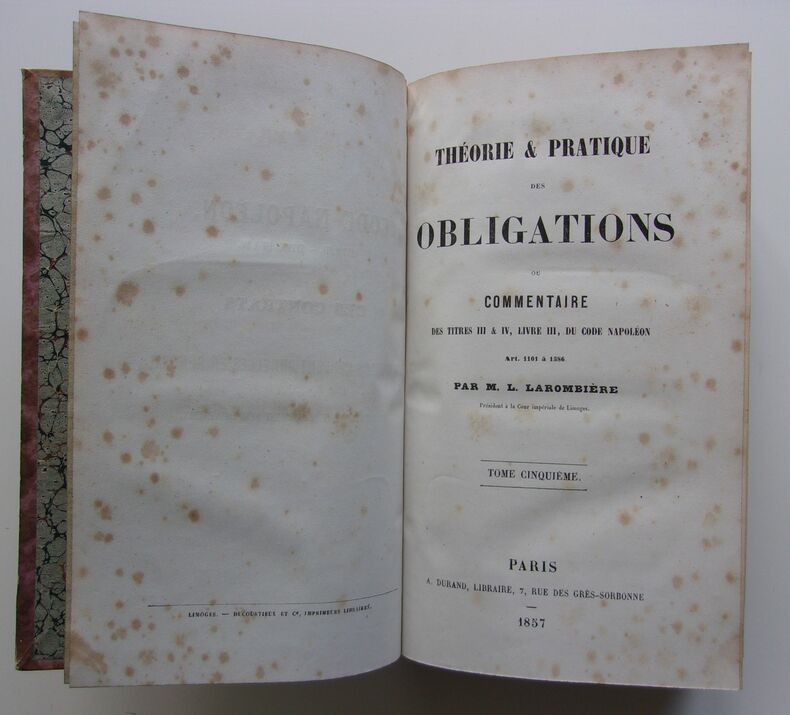 LIMOGES. — DUCOURTIEUX ET Cᵉ, IMPRIMEURS LIBRAIRES.
THÉORIE & PRATIQUE
DES
OBLIGATIONS
OU
COMMENTAIRE
DES TITRES III & IV, LIVRE III, DU CODE NAPOLÉON
Art. 1101 à 1386
PAR M. L. LAROMBIÈRE
Président à la Cour impériale de Limoges.
TOME CINQUIÈME.
PARIS
A. DURAND, LIBRAIRE, 7, RUE DES GRÈS-SORBONNE
—
1857